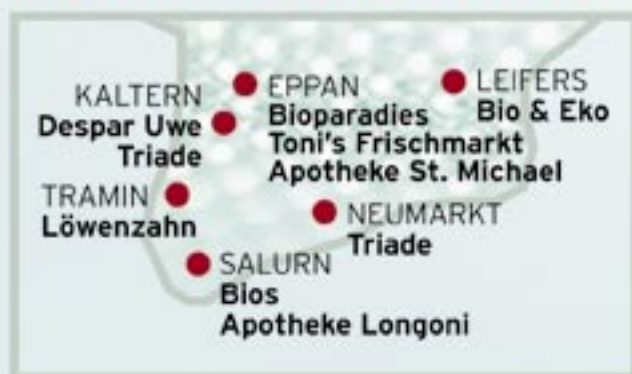 KALTERN
Despar Uwe
Triade
EPPAN
Bioparadies
Toni's Frischmarkt
Apotheke St. Michael
LEIFERS
Bio & Eko
TRAMIN
Löwenzahn
NEUMARKT
Triade
SALURN
Bios
Apotheke Longoni